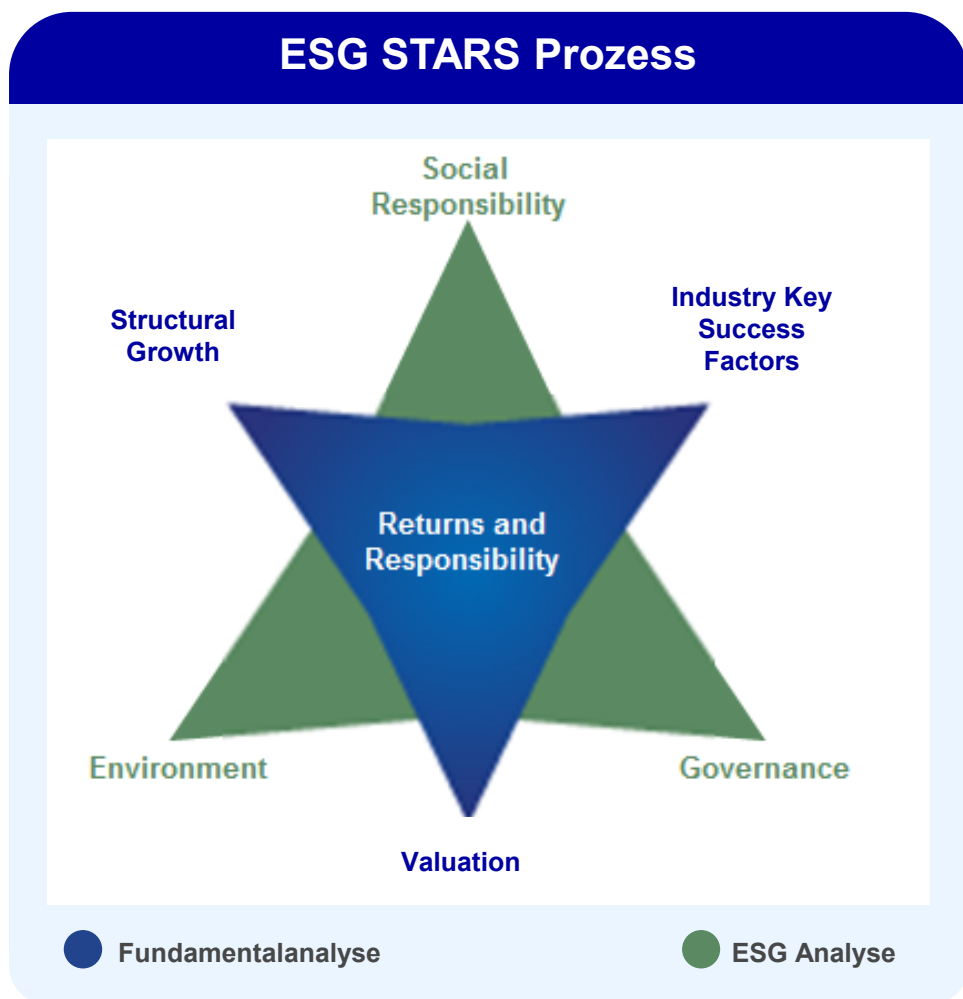 ESG STARS Prozess
Social
Responsibility
Structural
Growth
Industry Key
Success
Factors
Returns and
Responsibility
Environment
Governance
Valuation
Fundamentalanalyse
ESG Analyse